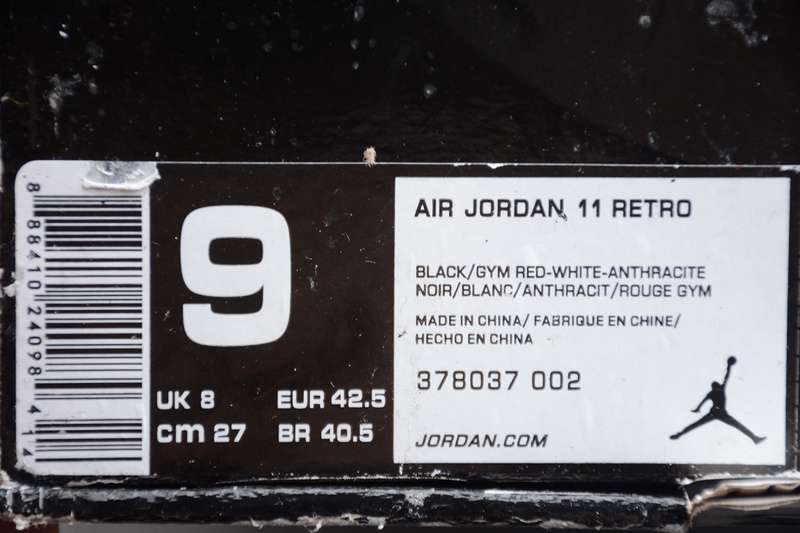 8 88410 24098 4 14
9
UK 8 EUR 42.5
cm 27 BR 40.5
AIR JORDAN 11 RETRO
BLACK/GYM RED-WHITE-ANTHRACITE
NOIR/BLANC/ANTHRACIT/ROUGE GYM
MADE IN CHINA/ FABRIQUE EN CHINE/
HECHO EN CHINA
378037 002
JORDAN.COM